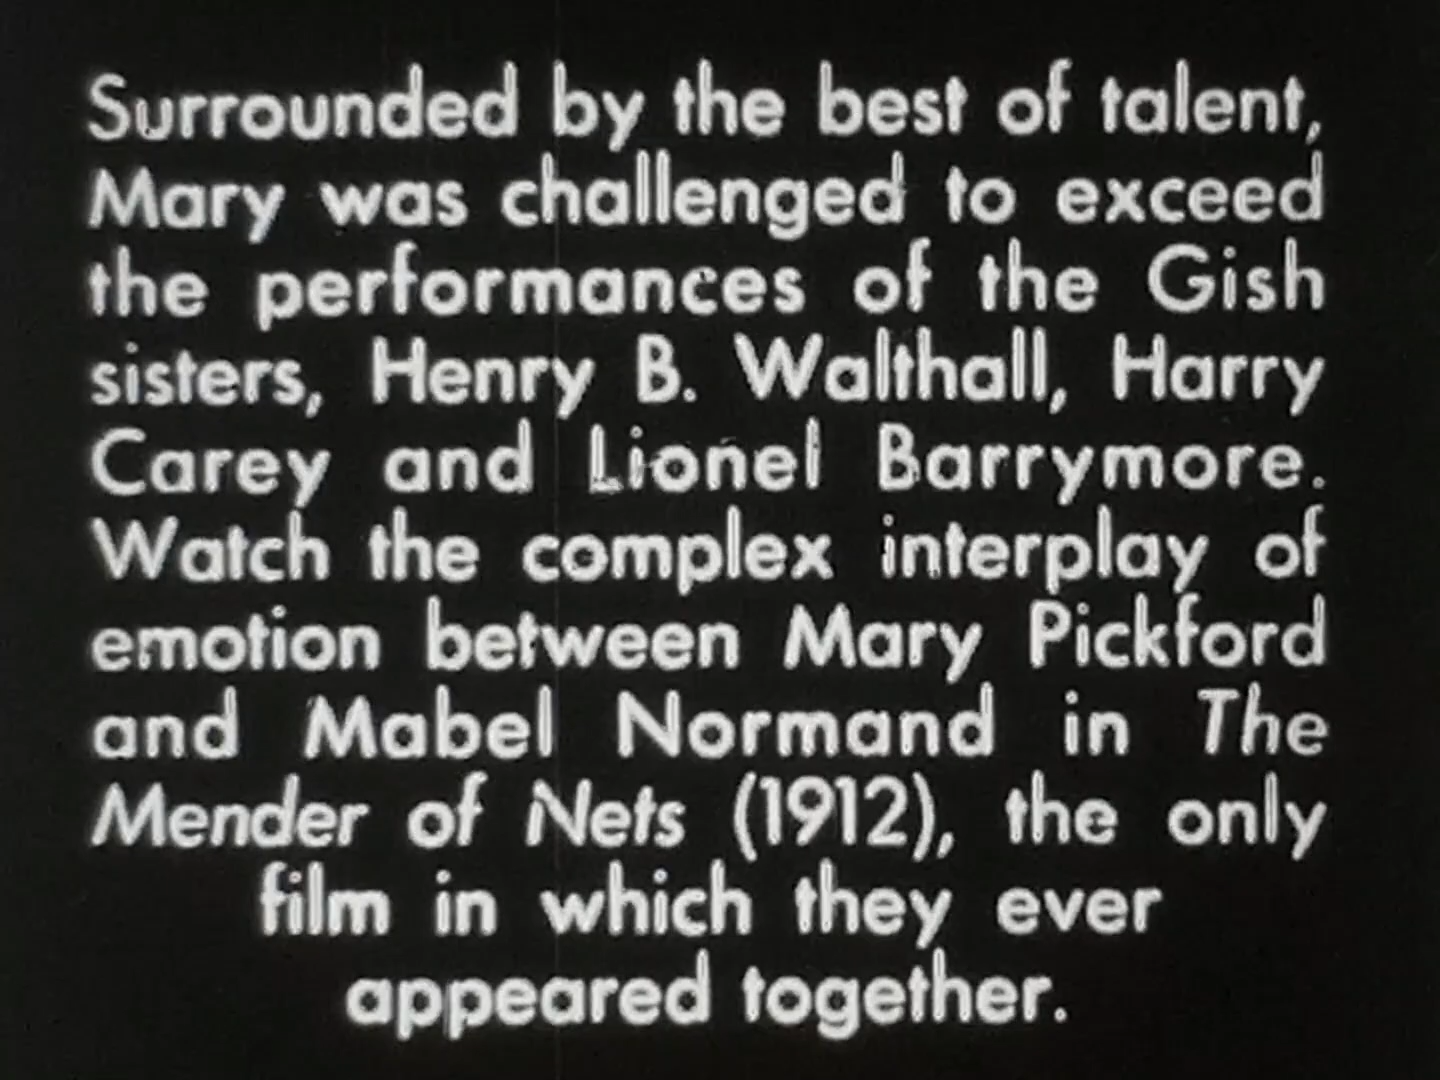 Surrounded by the best of talent,
Mary was challenged to exceed
the performances of the Gish
sisters, Henry B. Walthall, Harry
Carey and Lionel Barrymore.
Watch the complex interplay of
emotion between Mary Pickford
and Mabel Normand in The
Mender of Nets (1912), the only
film in which they ever
appeared together.